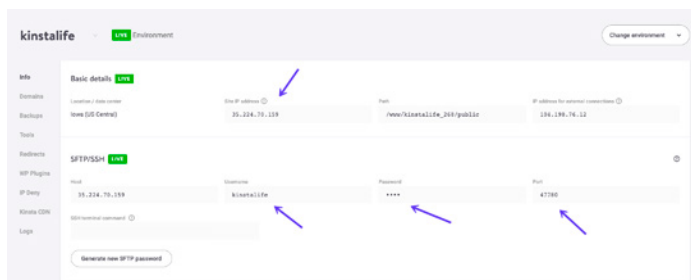 kinstalife LIVE Environment Change environment
Info
Domains
Backups
Tools
Redirects
WP Plugins
IP Deny
Kinsta CDN
Logs
Basic details LIVE
Location / data center Site IP address Path IP address for external connections
Iowa (US Central) 35.224.70.159 /www/kinstalife_260/public 104.198.76.12
SFTP/SSH LIVE
Host Username Password Port
35.224.70.159 kinstalife •••• 47780
SSH terminal command
Generate new SFTP password